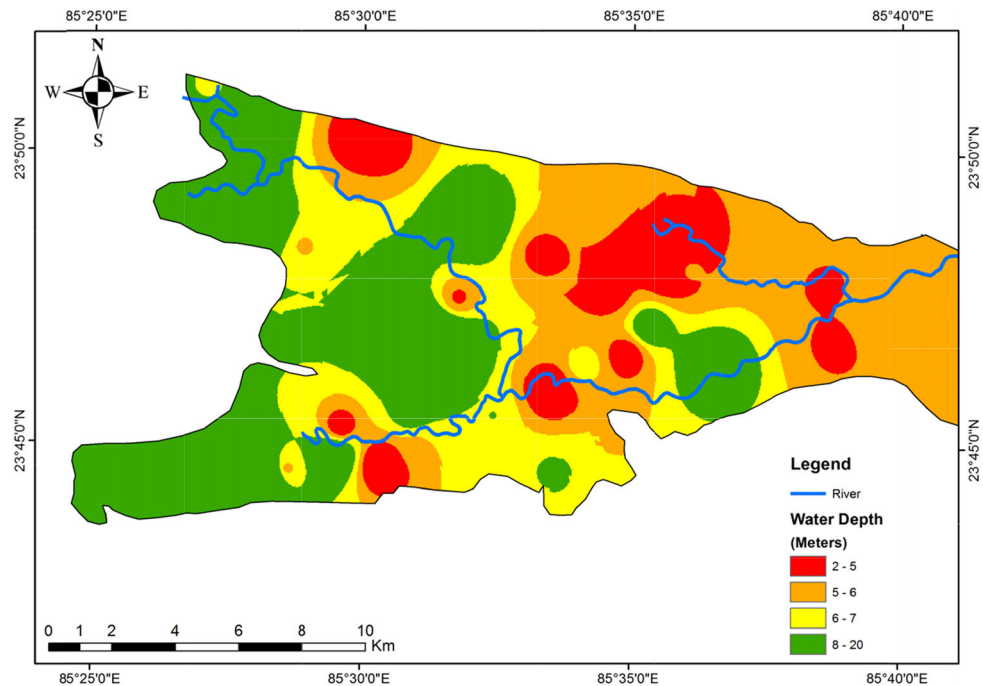 85°25'0"E 85°30'0"E 85°35'0"E 85°40'0"E
N
W E
S
23°50'0"N 23°50'0"N
23°45'0"N 23°45'0"N
Legend
River
Water Depth
(Meters)
2 - 5
5 - 6
6 - 7
8 - 20
0 1 2 4 6 8 10
Km
85°25'0"E 85°30'0"E 85°35'0"E 85°40'0"E